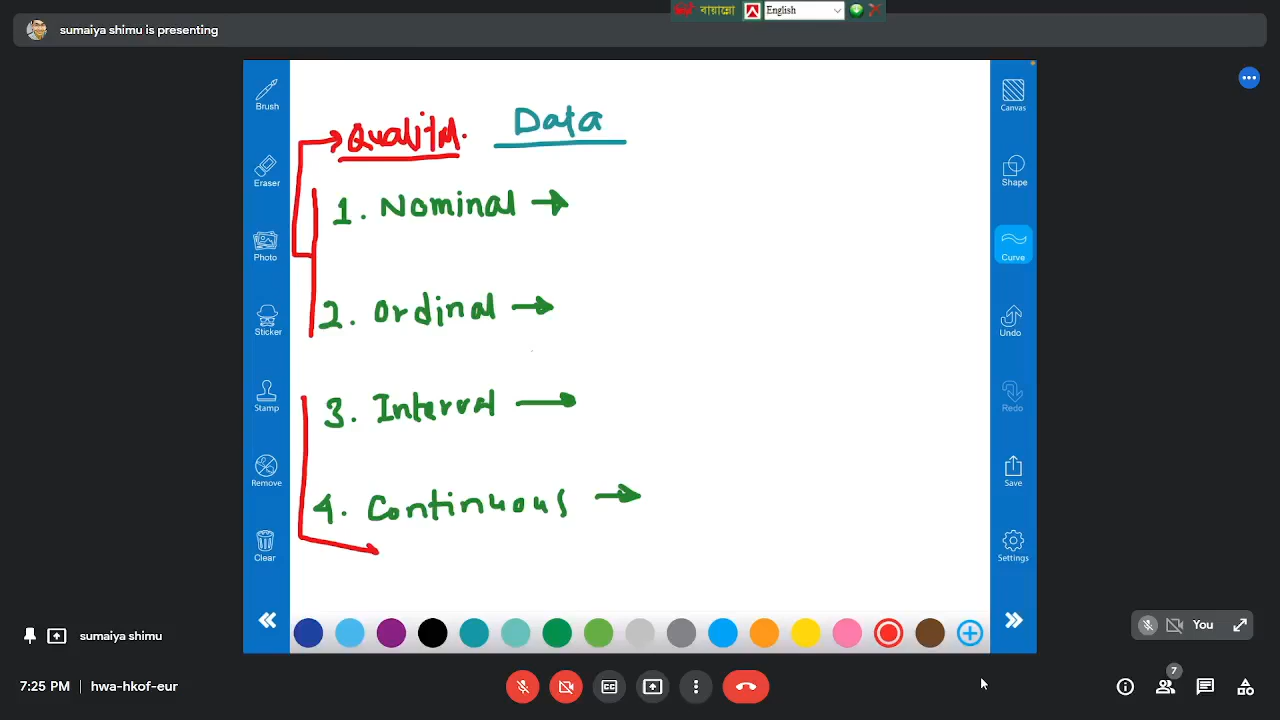 বায়ান্নো English
sumaiya shimu is presenting
Brush
Eraser
Photo
Sticker
Stamp
Remove
Clear
Data
1. Nominal →
2. Ordinal →
3. Interval →
4. Continuous →
Canvas
Shape
Curve
Undo
Redo
Save
Settings
sumaiya shimu
You
7:25 PM | hwa-hkof-eur
7